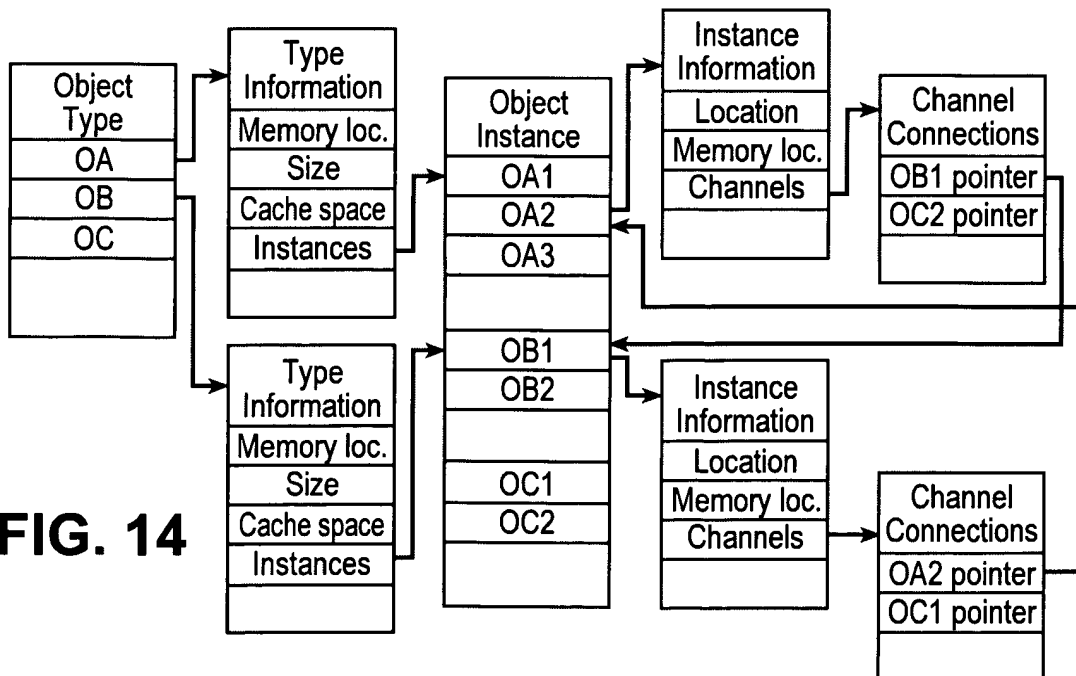 Object
Type
OA
OB
OC
Type
Information
Memory loc.
Size
Cache space
Instances
Type
Information
Memory loc.
Size
Cache space
Instances
Object
Instance
OA1
OA2
OA3
OB1
OB2
OC1
OC2
Instance
Information
Location
Memory loc.
Channels
Channel
Connections
OB1 pointer
OC2 pointer
Instance
Information
Location
Memory loc.
Channels
Channel
Connections
OA2 pointer
OC1 pointer
FIG. 14